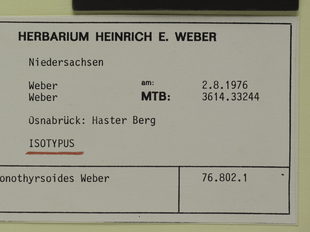 HERBARIUM HEINRICH E. WEBER
Niedersachsen
Weber am: 2.8.1976
Weber MTB: 3614.33244
Osnabrück: Haster Berg
ISOTYPUS
onothyrsoides Weber 76.802.1